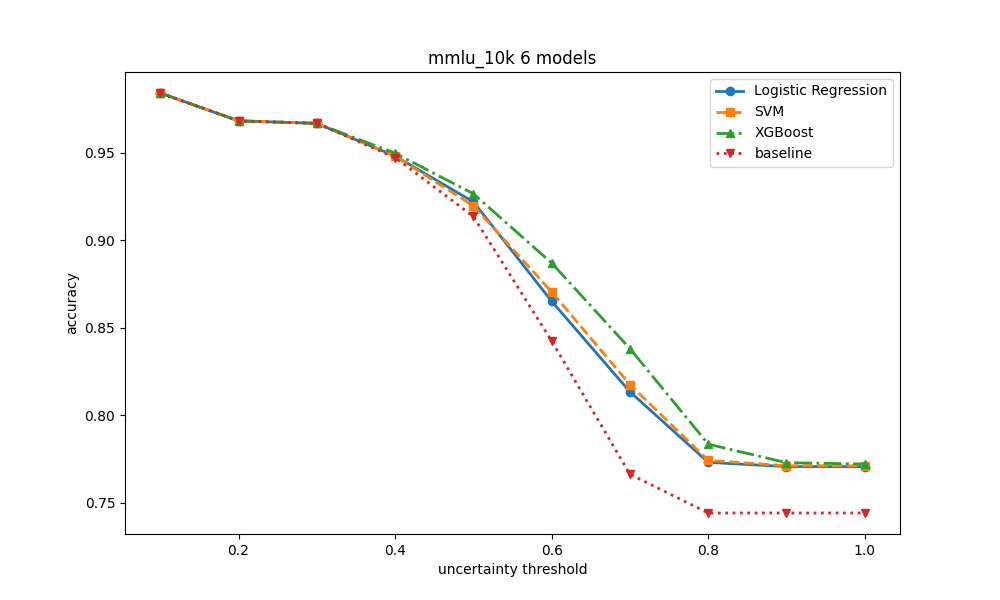 mmlu_10k 6 models
Logistic Regression
SVM
XGBoost
baseline
accuracy
0.95
0.90
0.85
0.80
0.75
0.2 0.4 0.6 0.8 1.0
uncertainty threshold